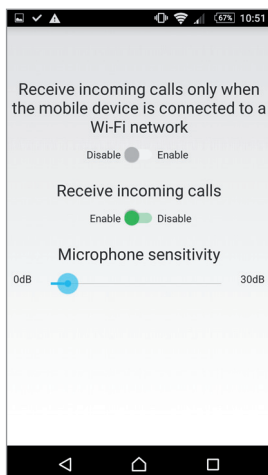 67% 10:51
Receive incoming calls only when
the mobile device is connected to a
Wi-Fi network
Disable Enable
Receive incoming calls
Enable Disable
Microphone sensitivity
0dB 30dB